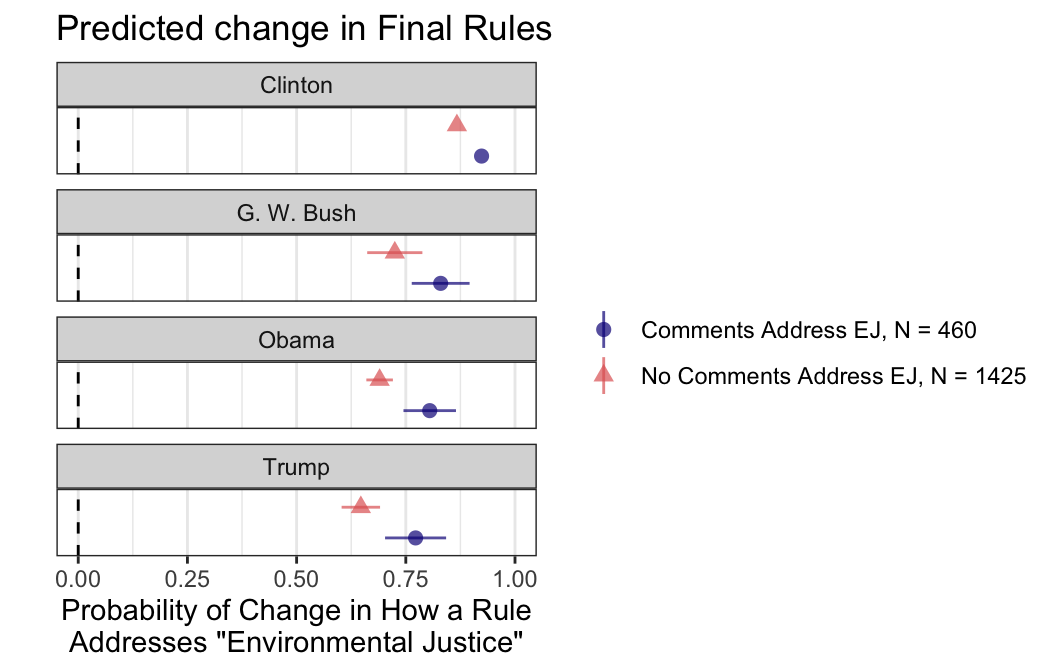 Predicted change in Final Rules
Clinton
G. W. Bush
Obama
Trump
0.00 0.25 0.50 0.75 1.00
Probability of Change in How a Rule
Addresses "Environmental Justice"
Comments Address EJ, N = 460
No Comments Address EJ, N = 1425